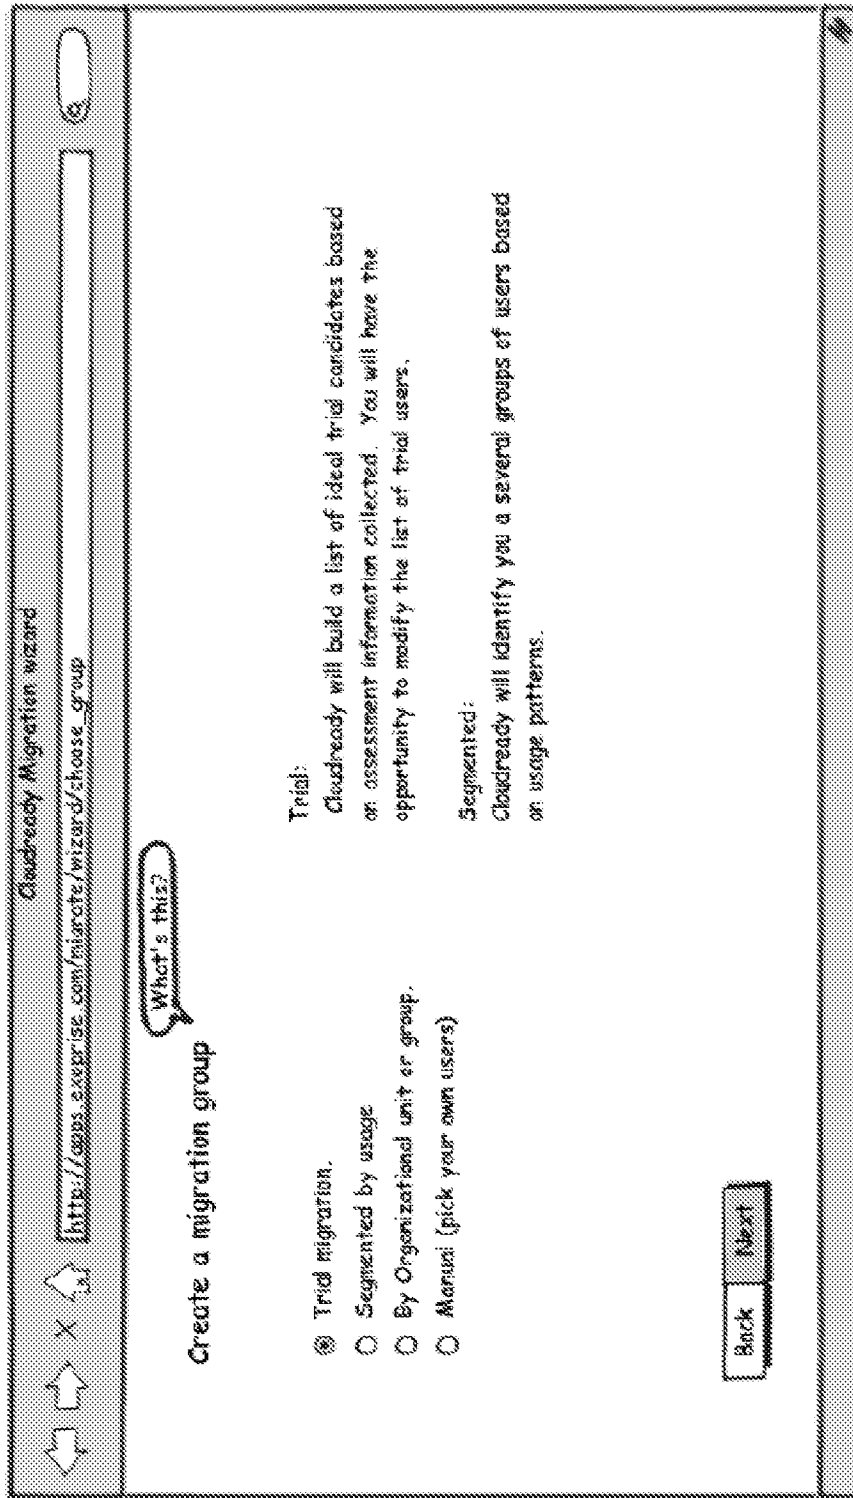 Cloudready Migration wizard
http://apps.exeprise.com/migrate/wizard/choose_group
What's this?
Create a migration group
Trial migration.
Segmented by usage
By Organizational unit or group.
Manual (pick your own users)
Trial:
Cloudready will build a list of ideal trial candidates based
on assessment information collected. You will have the
opportunity to modify the list of trial users.
Segmented:
Cloudready will identify you a several groups of users based
on usage patterns.
Back
Next